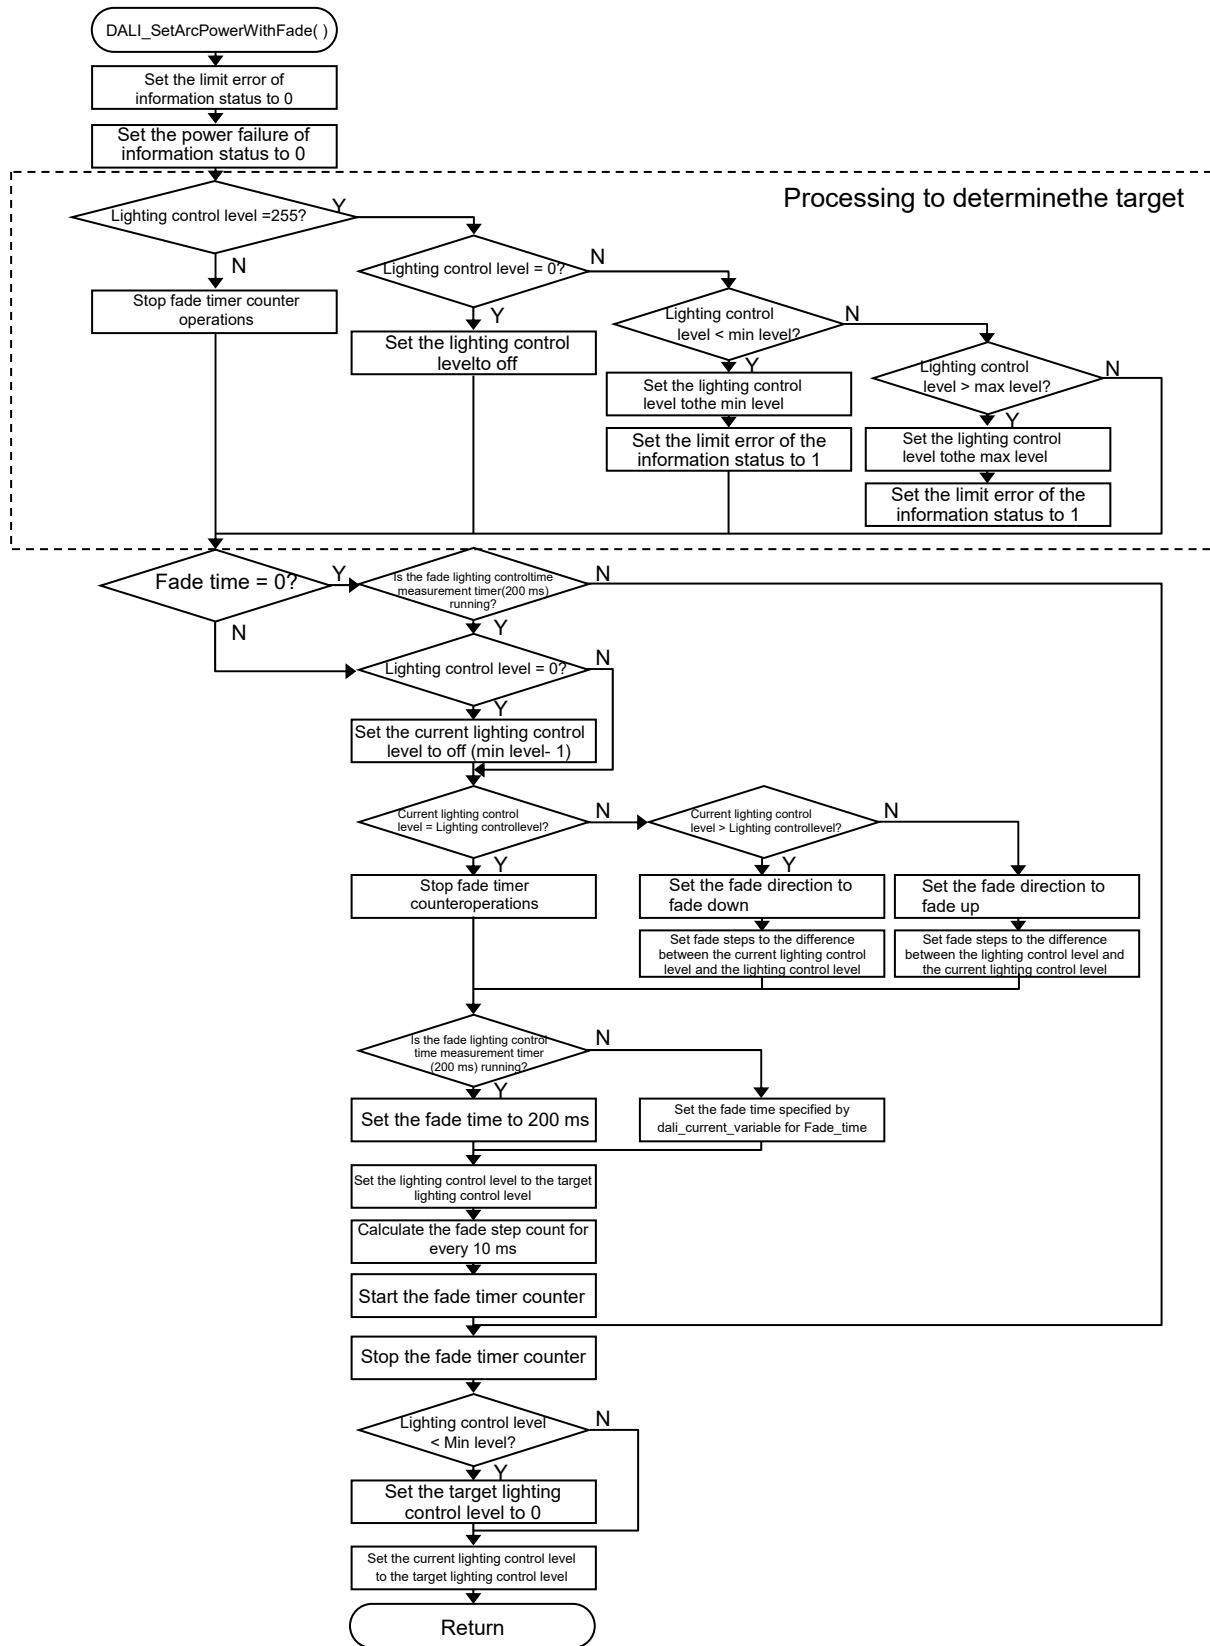 DALI_SetArcPowerWithFade( )
Set the limit error of
information status to 0
Set the power failure of
information status to 0
Processing to determinethe target
Lighting control level =255?
Y
N
Stop fade timer counter
operations
Lighting control level = 0?
N
Y
Set the lighting control
levelto off
Lighting control
level < min level?
N
Y
Set the lighting control
level tothe min level
Set the limit error of the
information status to 1
Lighting control
level > max level?
N
Y
Set the lighting control
level tothe max level
Set the limit error of the
information status to 1
Fade time = 0?
Y
N
Is the fade lighting controltime
measurement timer(200 ms)
running?
N
Y
Lighting control level = 0?
N
Y
Set the current lighting control
level to off (min level- 1)
Current lighting control
level = Lighting controllevel?
N
Y
Current lighting control
level > Lighting controllevel?
N
Y
Stop fade timer
counteroperations
Set the fade direction to
fade down
Set the fade direction to
fade up
Set fade steps to the difference
between the current lighting control
level and the lighting control level
Set fade steps to the difference
between the lighting control level and
the current lighting control level
Is the fade lighting control
time measurement timer
(200 ms) running?
N
Y
Set the fade time to 200 ms
Set the fade time specified by
dali_current_variable for Fade_time
Set the lighting control level to the target
lighting control level
Calculate the fade step count for
every 10 ms
Start the fade timer counter
Stop the fade timer counter
Lighting control level
< Min level?
N
Y
Set the target lighting
control level to 0
Set the current lighting control level
to the target lighting control level
Return